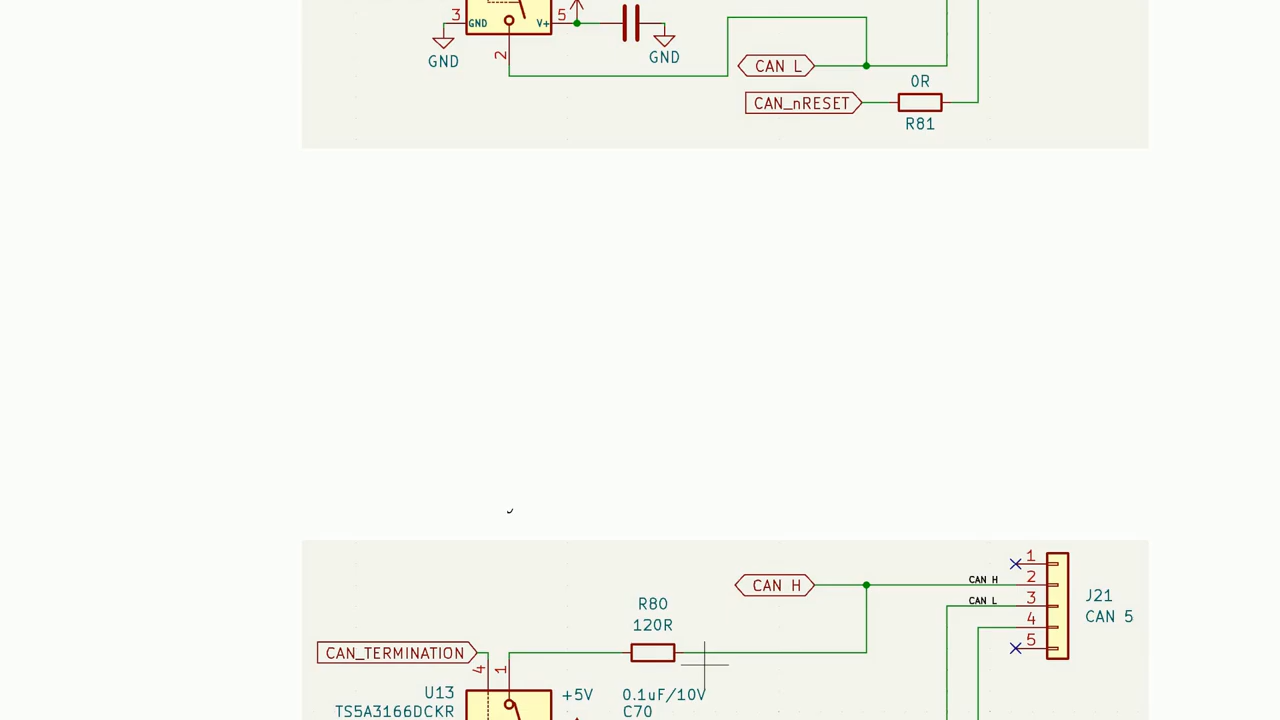 3 GND V+ 5
GND
2
GND
CAN L
0R
CAN_nRESET
R81
1
CAN H
CAN H
2
R80
CAN L
3
J21
120R
4
CAN 5
CAN_TERMINATION
5
4
1
U13
+5V
0.1uF/10V
TS5A3166DCKR
C70